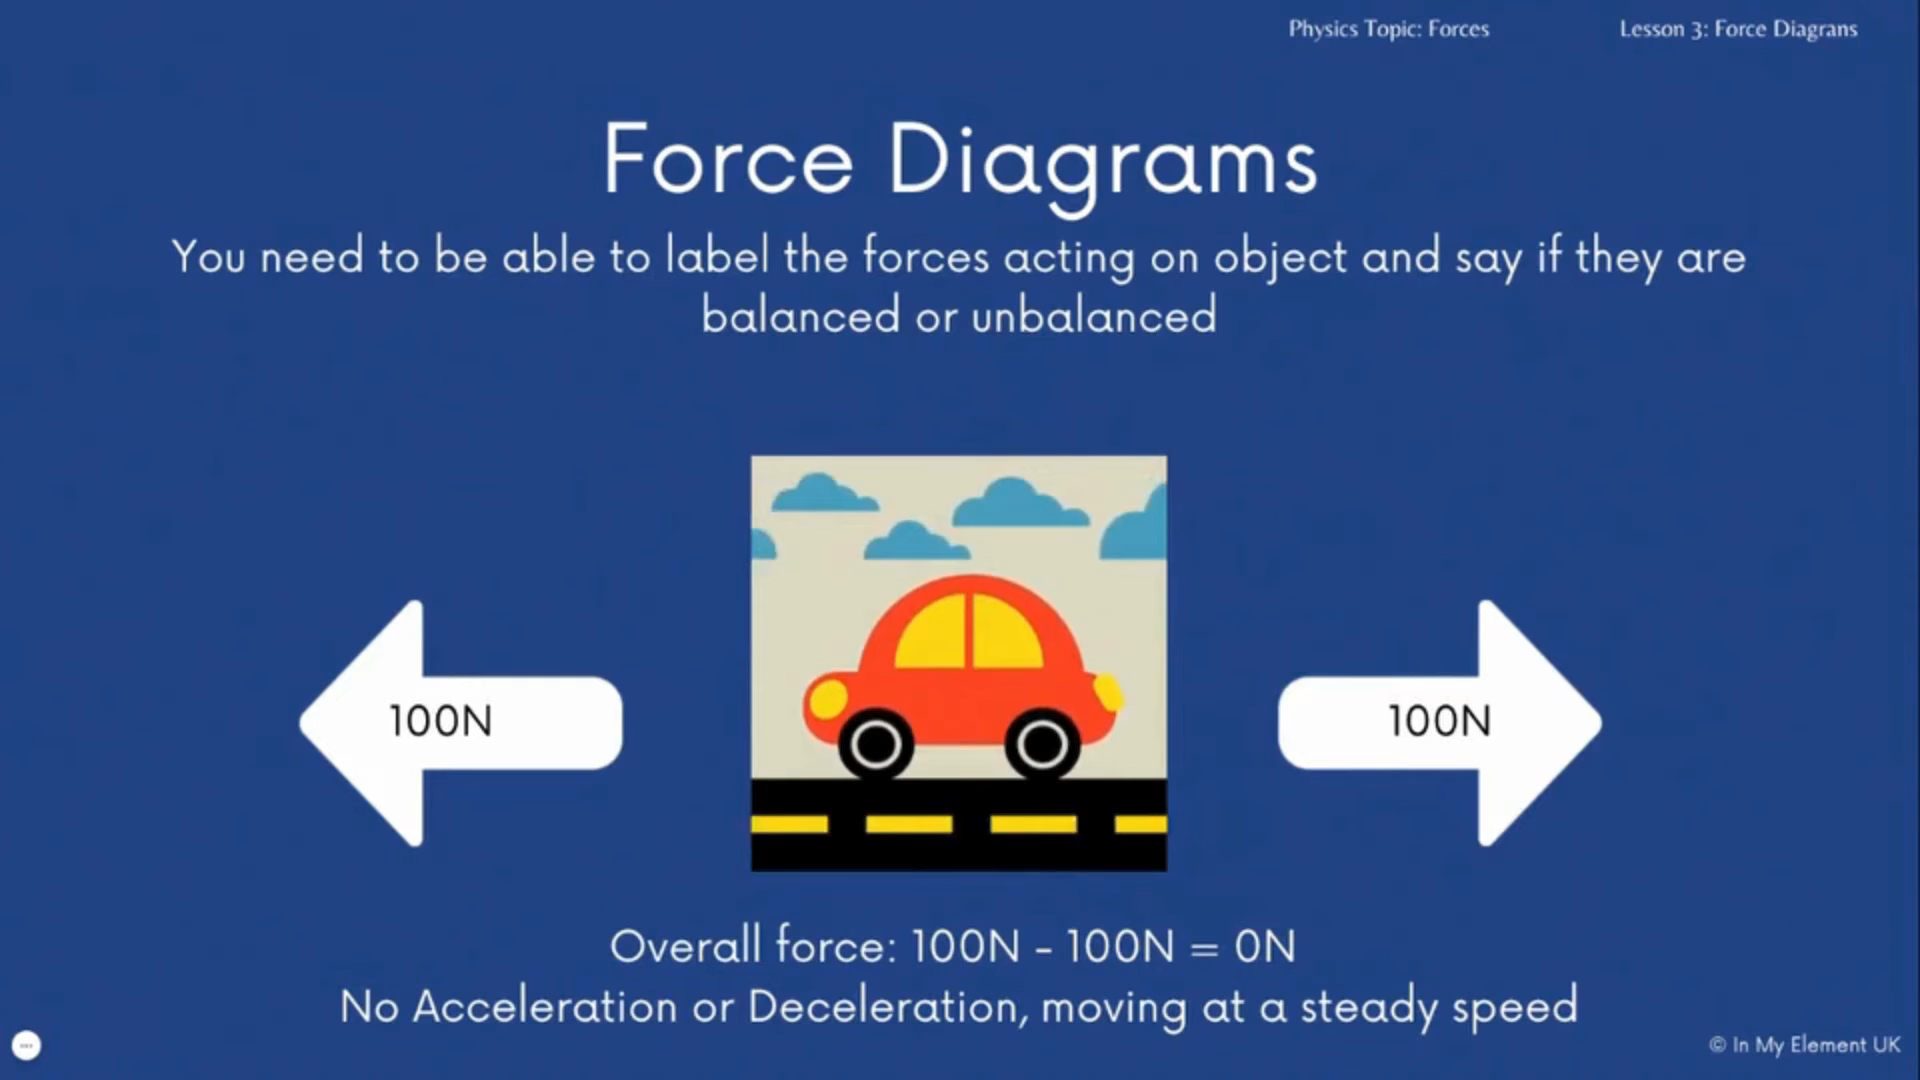 Physics Topic: Forces
Lesson 3: Force Diagrans
Force Diagrams
You need to be able to label the forces acting on object and say if they are
balanced or unbalanced
100N
100N
Overall force: 100N - 100N = 0N
No Acceleration or Deceleration, moving at a steady speed
© In My Element UK